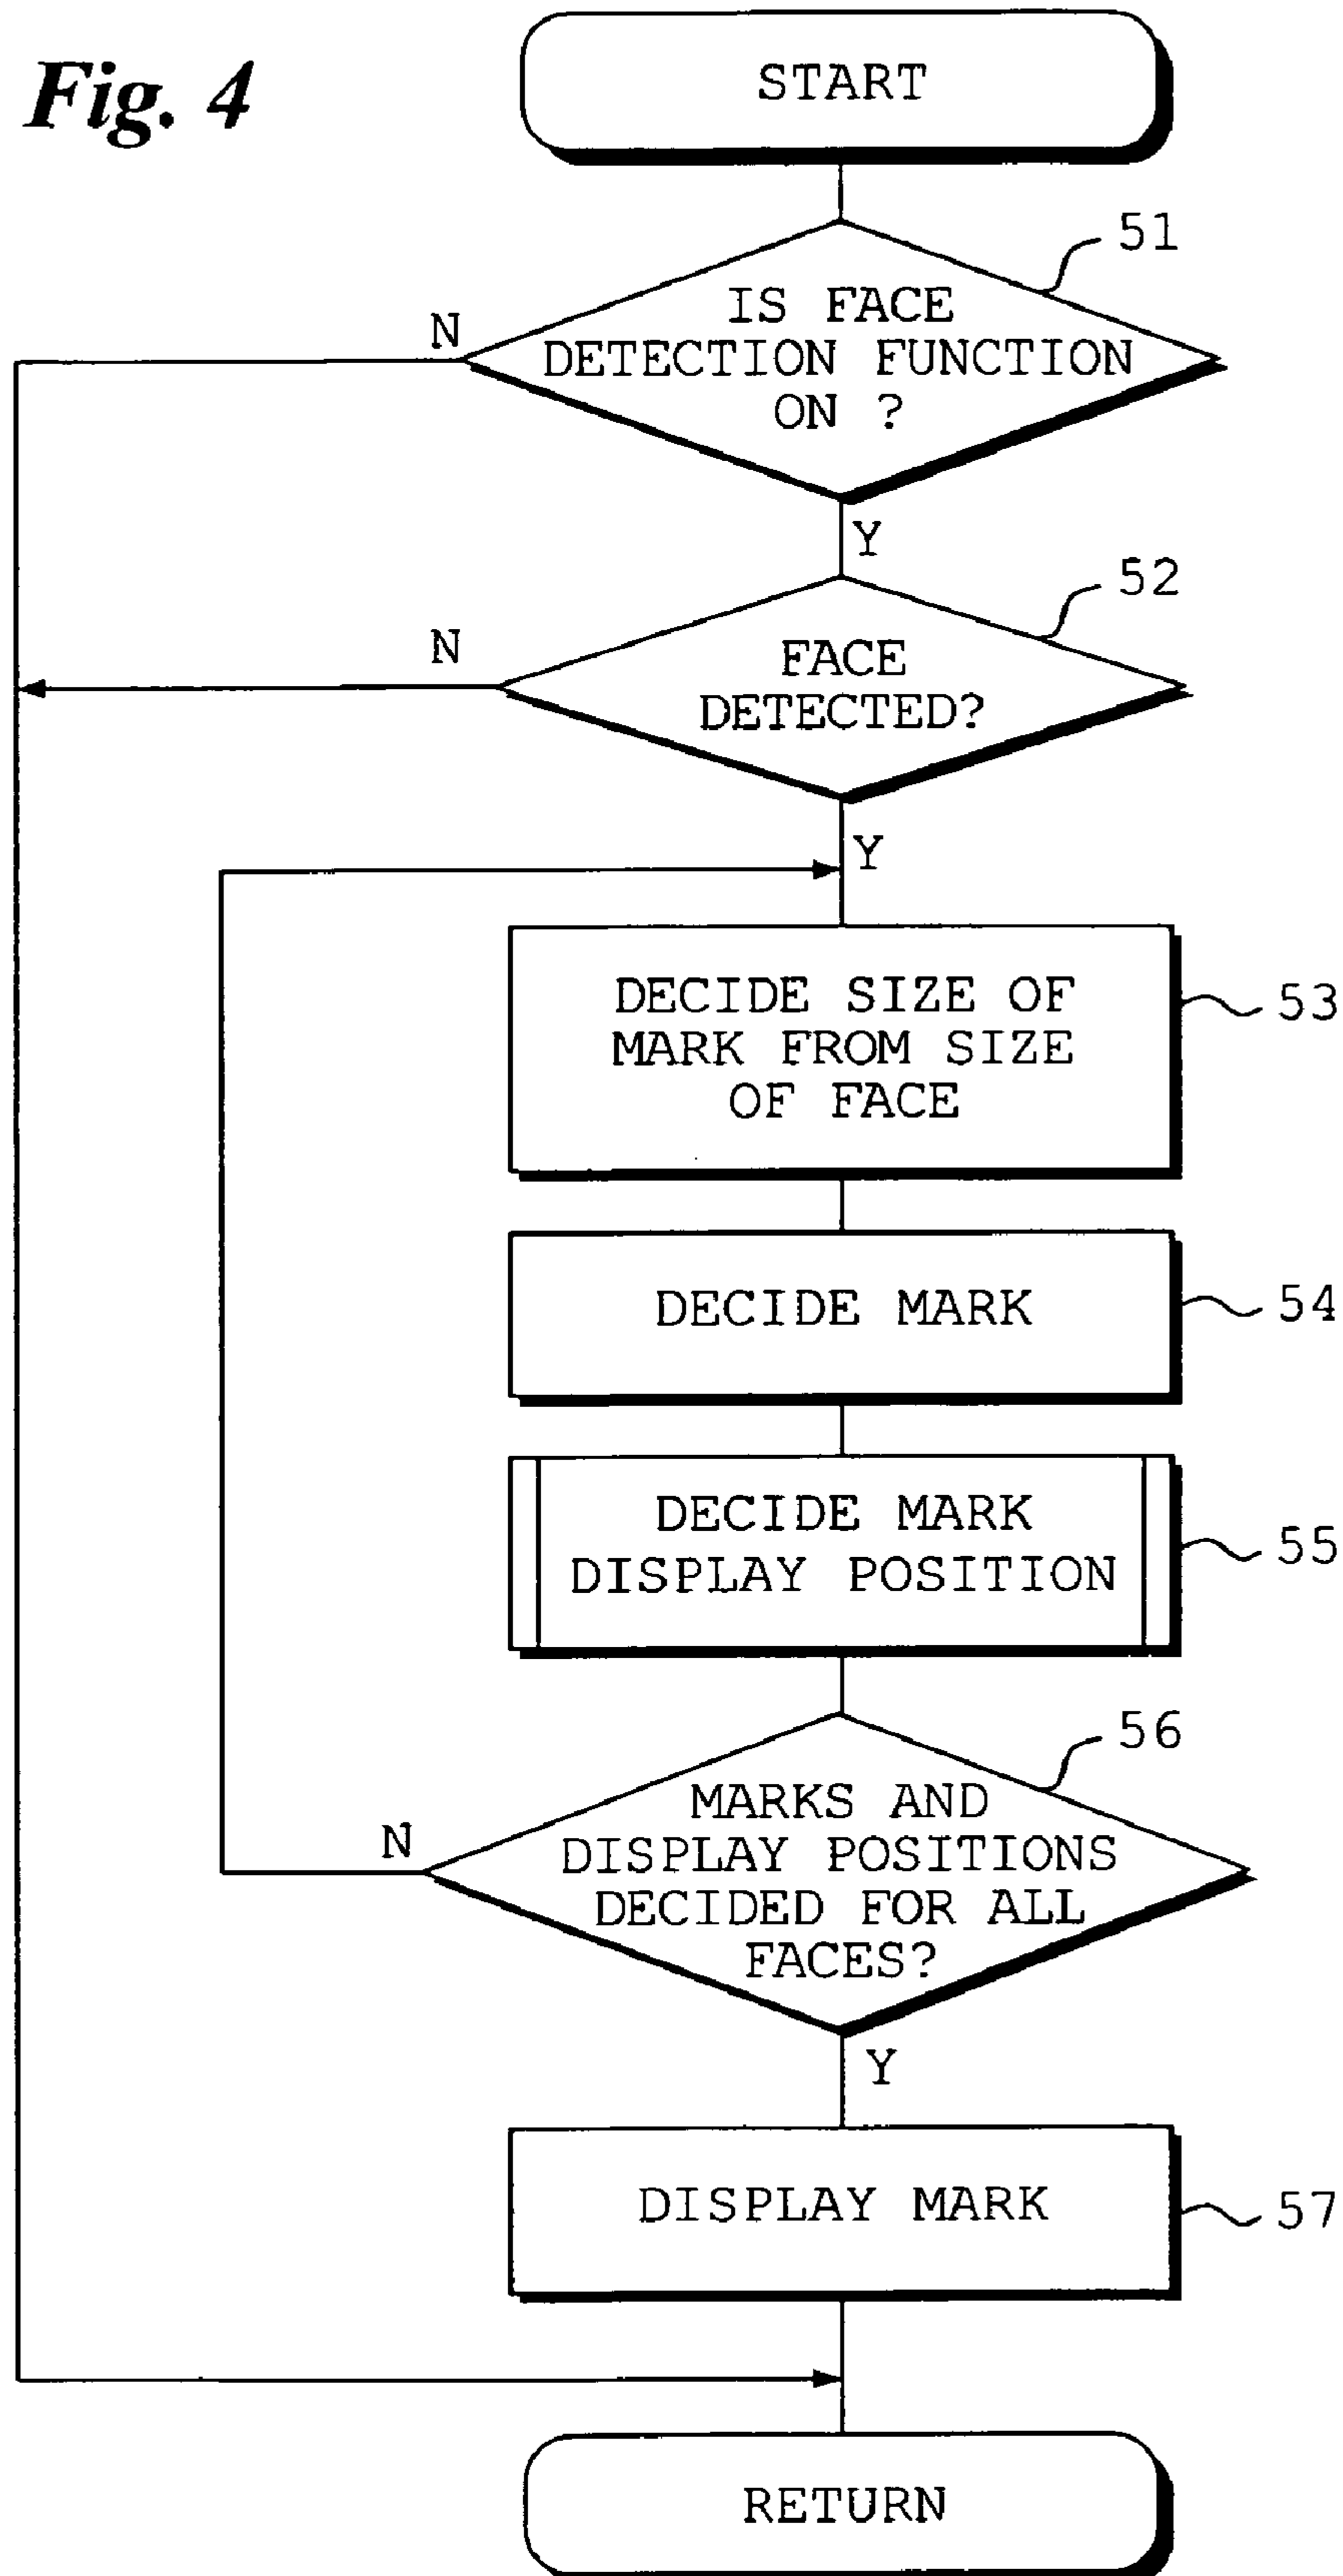 Fig. 4
START
51
IS FACE
DETECTION FUNCTION
ON ?
N
Y
52
FACE
DETECTED?
N
Y
DECIDE SIZE OF
MARK FROM SIZE
OF FACE
53
DECIDE MARK
54
DECIDE MARK
DISPLAY POSITION
55
56
MARKS AND
DISPLAY POSITIONS
DECIDED FOR ALL
FACES?
N
Y
DISPLAY MARK
57
RETURN